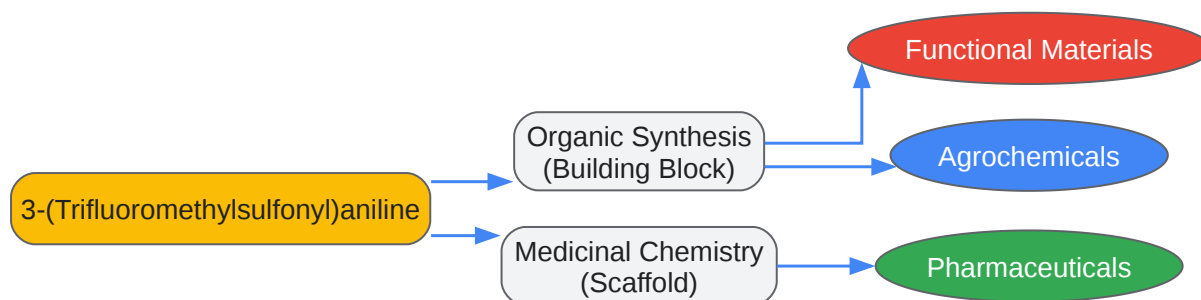 Functional Materials
Organic Synthesis
(Building Block)
Agrochemicals
3-(Trifluoromethylsulfonyl)aniline
Medicinal Chemistry
(Scaffold)
Pharmaceuticals